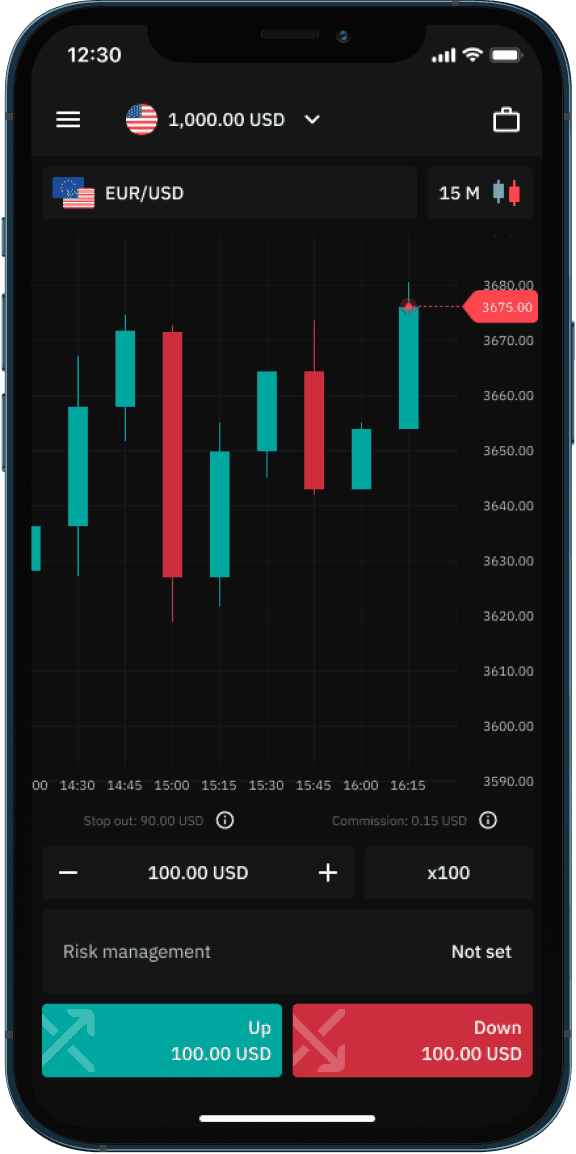 12:30
1,000.00 USD
EUR/USD
15 M
3680.00
3675.00
3670.00
3660.00
3650.00
3640.00
3630.00
3620.00
3610.00
3600.00
3590.00
00 14:30 14:45 15:00 15:15 15:30 15:45 16:00 16:15
Stop out: 90.00 USD
Commission: 0.15 USD
100.00 USD
x100
Risk management
Not set
Up
100.00 USD
Down
100.00 USD